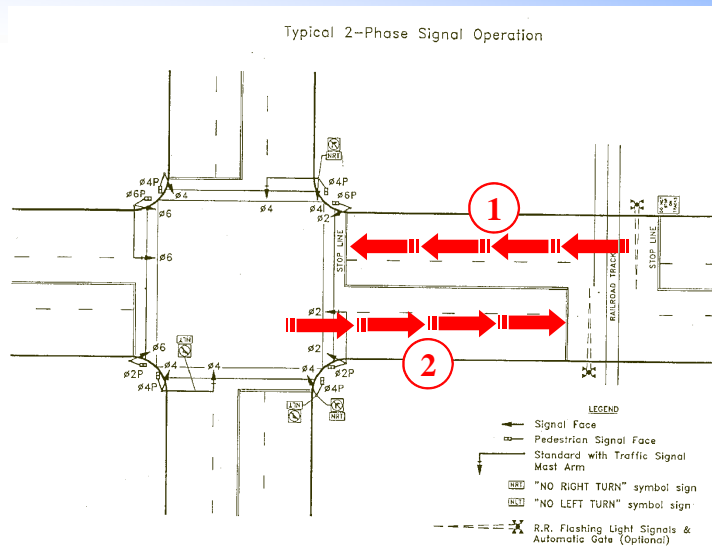 Typical 2-Phase Signal Operation
NRT
ø4P
ø6P
ø4
ø6
ø4
ø4
ø6P
ø2
1
STOP LINE
RAILROAD TRACK
STOP LINE
ø6
ø2
2
ø6
ø2
ø2P
ø4
ø4
ø4
ø2P
ø4P
ø4P
NLT
NLT
NRT
LEGEND
Signal Face
Pedestrian Signal Face
Standard with Traffic Signal
Mast Arm
NRT "NO RIGHT TURN" symbol sign
NLT "NO LEFT TURN" symbol sign
R.R. Flashing Light Signals &
Automatic Gate (Optional)